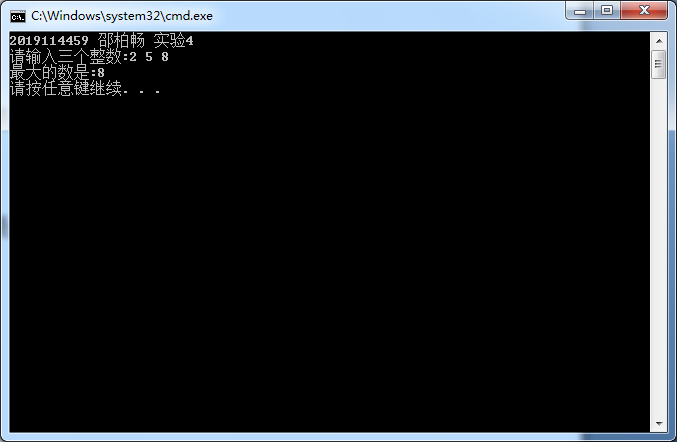 C:\Windows\system32\cmd.exe
2019114459 邵柏畅 实验4
请输入三个整数:2 5 8
最大的数是:8
请按任意键继续. . .